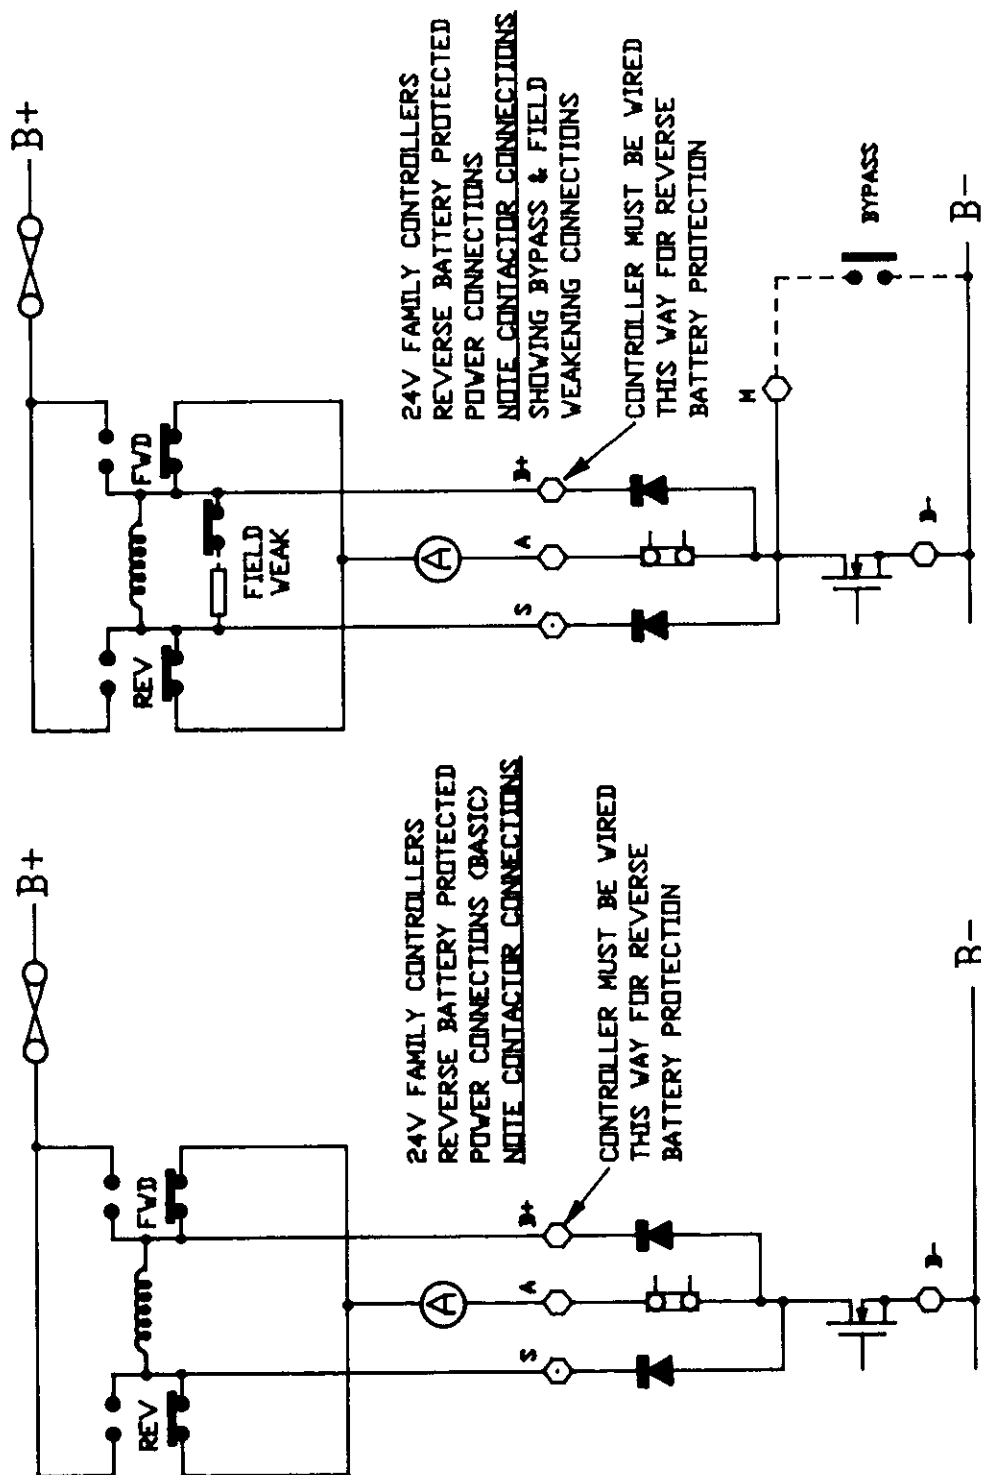 B+
REV
FWD
FIELD
WEAK
A
S
A
B+
M
BYPASS
B-
B-
24V FAMILY CONTROLLERS
REVERSE BATTERY PROTECTED
POWER CONNECTIONS
NOTE CONTACTOR CONNECTIONS
SHOWING BYPASS & FIELD
WEAKENING CONNECTIONS
CONTROLLER MUST BE WIRED
THIS WAY FOR REVERSE
BATTERY PROTECTION
B+
REV
FWD
A
S
A
B+
B-
B-
24V FAMILY CONTROLLERS
REVERSE BATTERY PROTECTED
POWER CONNECTIONS (BASIC)
NOTE CONTACTOR CONNECTIONS
CONTROLLER MUST BE WIRED
THIS WAY FOR REVERSE
BATTERY PROTECTION